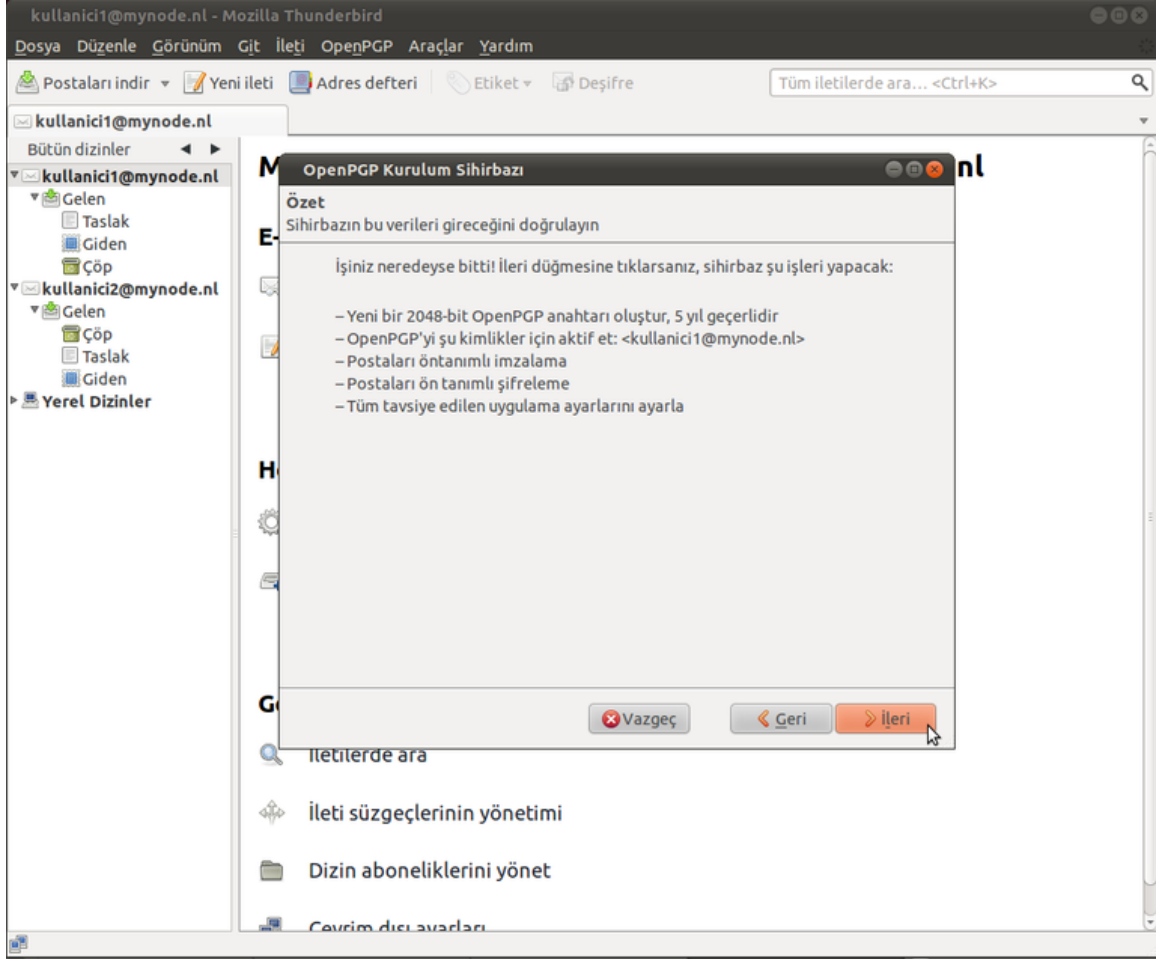 kullanici1@mynode.nl - Mozilla Thunderbird
Dosya Düzenle Görünüm Git İleti OpenPGP Araçlar Yardım
Postaları indir Yeni ileti Adres defteri Etiket Deşifre Tüm iletilerde ara... <Ctrl+K>
kullanici1@mynode.nl
Bütün dizinler
kullanici1@mynode.nl
Gelen
Taslak
Giden
Çöp
kullanici2@mynode.nl
Gelen
Çöp
Taslak
Giden
Yerel Dizinler
M
nl
E-
H
G
OpenPGP Kurulum Sihirbazı
Özet
Sihirbazın bu verileri gireceğini doğrulayın
İşiniz neredeyse bitti! İleri düğmesine tıklarsanız, sihirbaz şu işleri yapacak:
– Yeni bir 2048-bit OpenPGP anahtarı oluştur, 5 yıl geçerlidir
– OpenPGP'yi şu kimlikler için aktif et: <kullanici1@mynode.nl>
– Postaları öntanımlı imzalama
– Postaları ön tanımlı şifreleme
– Tüm tavsiye edilen uygulama ayarlarını ayarla
Vazgeç Geri İleri
İletilerde ara
İleti süzgeçlerinin yönetimi
Dizin aboneliklerini yönet
Çevrim dışı ayarları